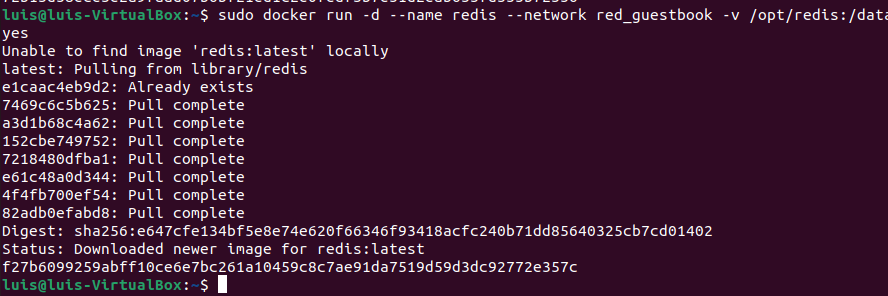 luis@luis-VirtualBox:~$ sudo docker run -d --name redis --network red_guestbook -v /opt/redis:/data
yes
Unable to find image 'redis:latest' locally
latest: Pulling from library/redis
e1caac4eb9d2: Already exists
7469c6c5b625: Pull complete
a3d1b68c4a62: Pull complete
152cbe749752: Pull complete
7218480dfba1: Pull complete
e61c48a0d344: Pull complete
4f4fb700ef54: Pull complete
82adb0efabd8: Pull complete
Digest: sha256:e647cfe134bf5e8e74e620f66346f93418acfc240b71dd85640325cb7cd01402
Status: Downloaded newer image for redis:latest
f27b6099259abff10ce6e7bc261a10459c8c7ae91da7519d59d3dc92772e357c
luis@luis-VirtualBox:~$